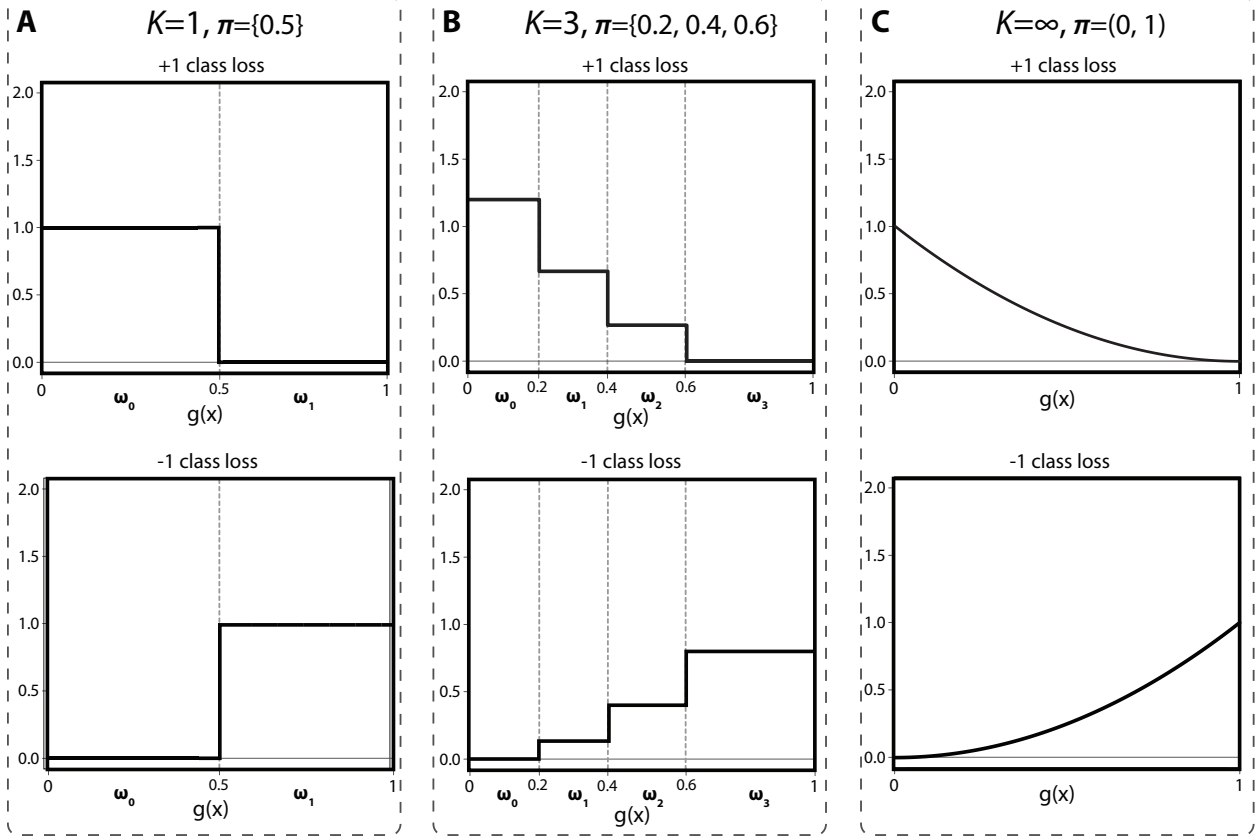 A K=1, π={0.5}
+1 class loss
2.0
1.5
1.0
0.5
0.0
0 0.5 1
ω0 ω1
g(x)
-1 class loss
2.0
1.5
1.0
0.5
0.0
0 0.5 1
ω0 ω1
g(x)
B K=3, π={0.2, 0.4, 0.6}
+1 class loss
2.0
1.5
1.0
0.5
0.0
0 0.2 0.4 0.6 1
ω0 ω1 ω2 ω3
g(x)
-1 class loss
2.0
1.5
1.0
0.5
0.0
0 0.2 0.4 0.6 1
ω0 ω1 ω2 ω3
g(x)
C K=∞, π=(0, 1)
+1 class loss
2.0
1.5
1.0
0.5
0.0
0 1
g(x)
-1 class loss
2.0
1.5
1.0
0.5
0.0
0 1
g(x)